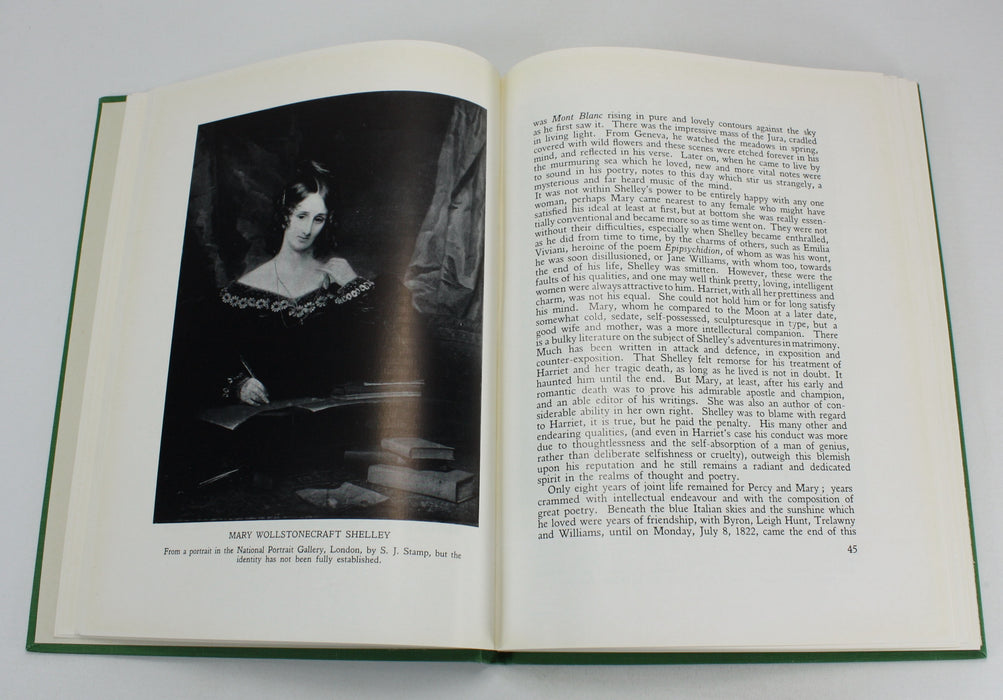 MARY WOLLSTONECRAFT SHELLEY
From a portrait in the National Portrait Gallery, London, by S. J. Stamp, but the
identity has not been fully established.
was Mont Blanc rising in pure and lovely contours against the sky
as he first saw it. There was the impressive mass of the Jura, cradled
in living light. From Geneva, he watched the meadows in spring,
covered with wild flowers and these scenes were etched forever in his
mind, and reflected in his verse. Later on, when he came to live by
the murmuring sea which he loved, new and more vital notes were
to sound in his poetry, notes to this day which stir us strangely, a
mysterious and far heard music of the mind.
It was not within Shelley's power to be entirely happy with any one
woman, perhaps Mary came nearest to any female who might have
satisfied his ideal at least at first, but at bottom she was really essen-
tially conventional and became more so as time went on. They were not
without their difficulties, especially when Shelley became enthralled,
as he did from time to time, by the charms of others, such as Emilia
Viviani, heroine of the poem Epipsychidion, of whom as was his wont,
he was soon disillusioned, or Jane Williams, with whom too, towards
the end of his life, Shelley was smitten. However, these were the
faults of his qualities, and one may well think pretty, loving, intelligent
women were always attractive to him. Harriet, with all her prettiness and
charm, was not his equal. She could not hold him or for long satisfy
his mind. Mary, whom he compared to the Moon at a later date,
somewhat cold, sedate, self-possessed, sculpturesque in type, but a
good wife and mother, was a more intellectual companion. There
is a bulky literature on the subject of Shelley's adventures in matrimony.
Much has been written in attack and defence, in exposition and
counter-exposition. That Shelley felt remorse for his treatment of
Harriet and her tragic death, as long as he lived is not in doubt. It
haunted him until the end. But Mary, at least, after his early and
romantic death was to prove his admirable apostle and champion,
and an able editor of his writings. She was also an author of con-
siderable ability in her own right. Shelley was to blame with regard
to Harriet, it is true, but he paid the penalty. His many other and
endearing qualities, (and even in Harriet's case his conduct was more
due to thoughtlessness and the self-absorption of a man of genius,
rather than deliberate selfishness or cruelty), outweigh this blemish
upon his reputation and he still remains a radiant and dedicated
spirit in the realms of thought and poetry.
Only eight years of joint life remained for Percy and Mary ; years
crammed with intellectual endeavour and with the composition of
great poetry. Beneath the blue Italian skies and the sunshine which
he loved were years of friendship, with Byron, Leigh Hunt, Trelawny
and Williams, until on Monday, July 8, 1822, came the end of this
45